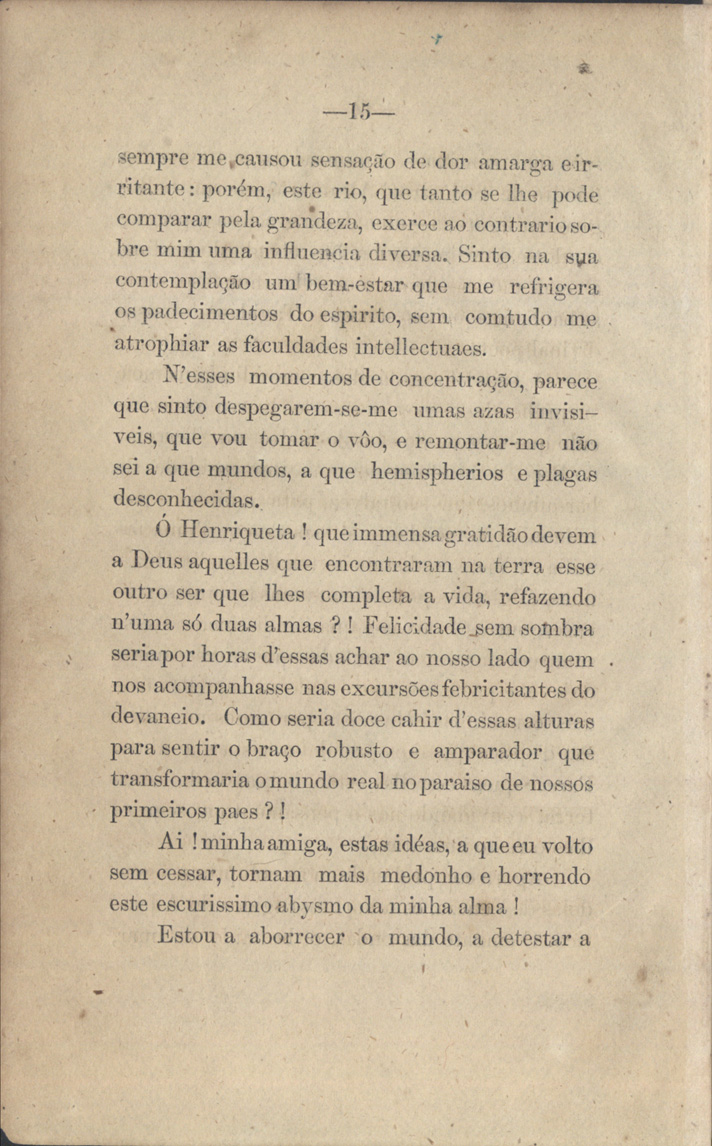 —15—
sempre me causou sensação de dor amarga e ir-
ritante: porém, este rio, que tanto se lhe pode
comparar pela grandeza, exerce ao contrario so-
bre mim uma influencia diversa. Sinto na sua
contemplação um bem-estar que me refrigera
os padecimentos do espirito, sem comtudo me
atrophiar as faculdades intellectuaes.
N'esses momentos de concentração, parece
que sinto despegarem-se-me umas azas invisi–
veis, que vou tomar o vôo, e remontar-me não
sei a que mundos, a que hemispherios e plagas
desconhecidas.
Ó Henriqueta ! que immensa gratidão devem
a Deus aquelles que encontraram na terra esse
outro ser que lhes completa a vida, refazendo
n'uma só duas almas ? ! Felicidade sem sombra
seria por horas d'essas achar ao nosso lado quem
nos acompanhasse nas excursões febricitantes do
devaneio. Como seria doce cahir d'essas alturas
para sentir o braço robusto e amparador que
transformaria o mundo real no paraiso de nossos
primeiros paes ? !
Ai ! minha amiga, estas idéas, a que eu volto
sem cessar, tornam mais medonho e horrendo
este escurissimo abysmo da minha alma !
Estou a aborrecer o mundo, a detestar a